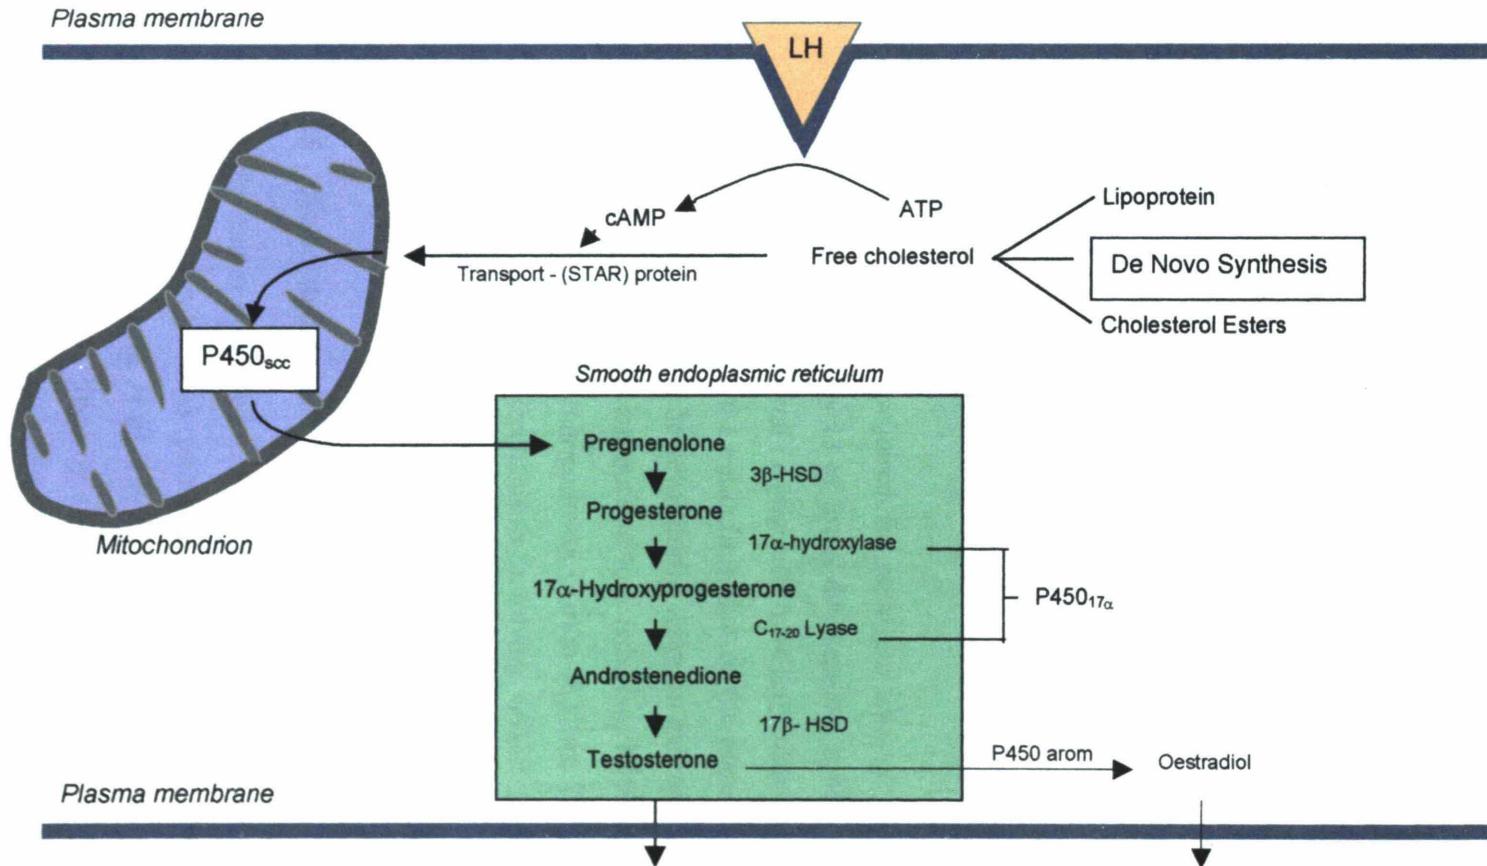 Plasma membrane
LH
cAMP
ATP
Lipoprotein
Free cholesterol
De Novo Synthesis
Transport - (STAR) protein
Cholesterol Esters
P450scc
Smooth endoplasmic reticulum
Pregnenolone
3β-HSD
Progesterone
17α-hydroxylase
Mitochondrion
17α-Hydroxyprogesterone
P45017α
C17-20 Lyase
Androstenedione
17β- HSD
Testosterone
P450 arom
Oestradiol
Plasma membrane